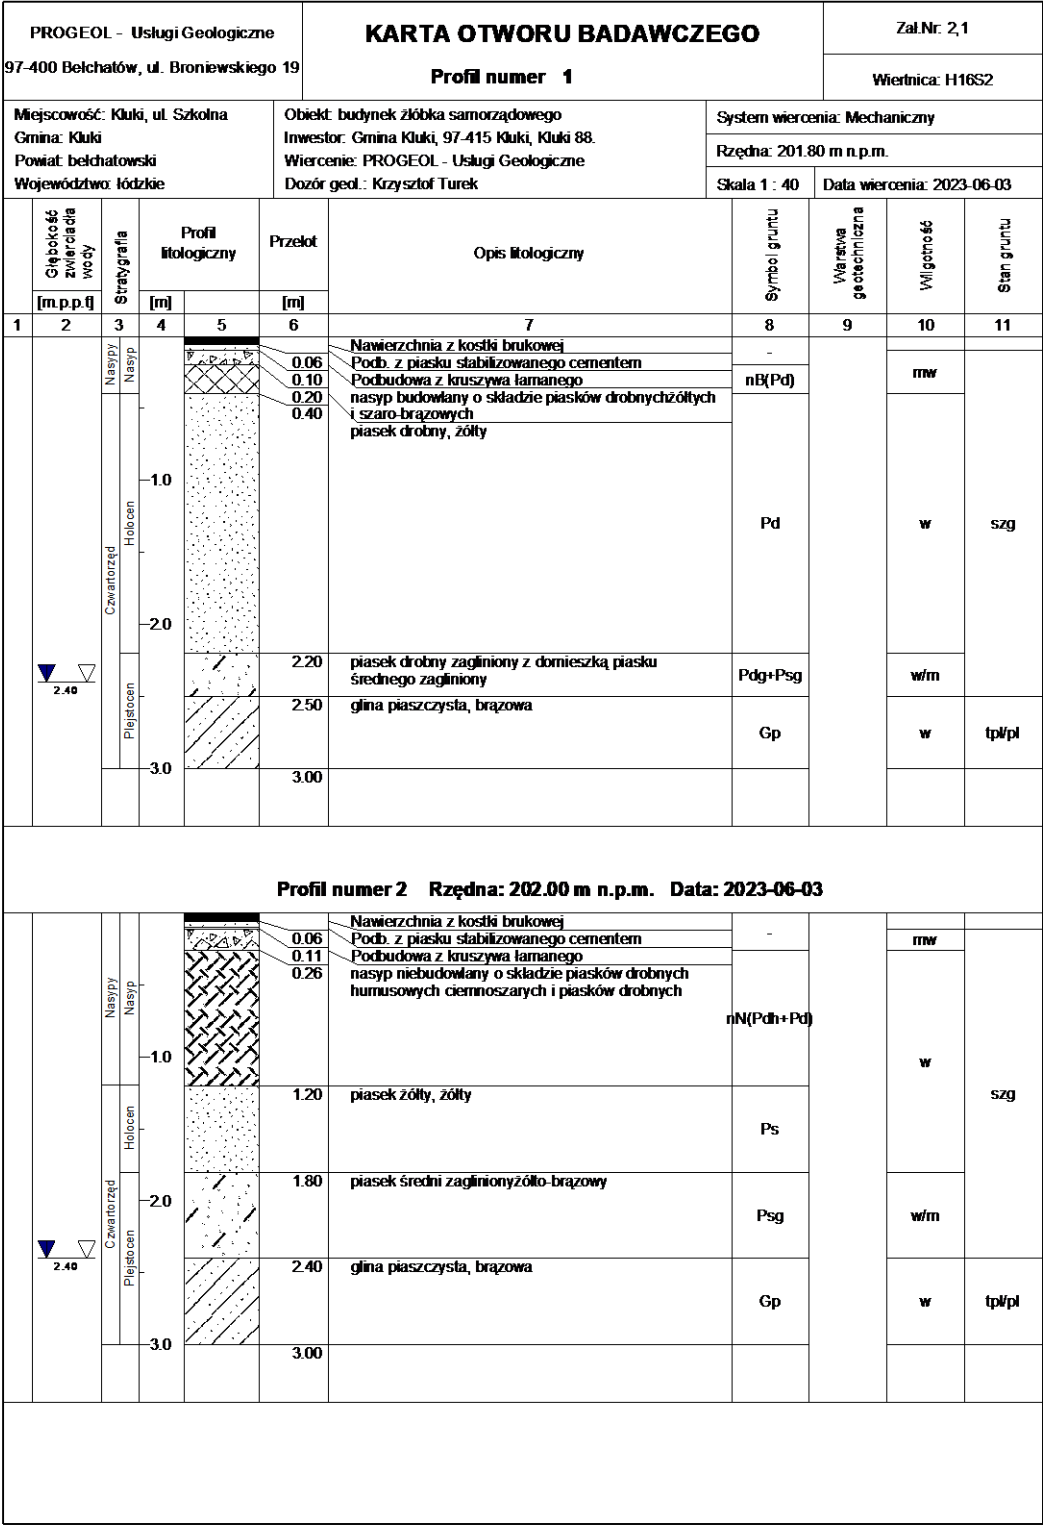 PROGEOL - Usługi Geologiczne
97-400 Bełchatów, ul. Broniewskiego 19
KARTA OTWORU BADAWCZEGO
Profil numer 1
Zał.Nr: 2,1
Wiertnica: H16S2
Miejscowość: Kluki, ul. Szkolna
Gmina: Kluki
Powiat: bełchatowski
Województwo: łódzkie
Obiekt: budynek żłóbka samorządowego
Inwestor: Gmina Kluki, 97-415 Kluki, Kluki 88.
Wiercenie: PROGEOL - Usługi Geologiczne
Dozór geol.: Krzysztof Turek
System wiercenia: Mechaniczny
Rzędna: 201.80 m n.p.m.
Skala 1 : 40
Data wiercenia: 2023-06-03
Głębokość zwierciadła wody
[m.p.p.t]
Stratygrafia
Profil litologiczny
[m]
Przelot
[m]
Opis litologiczny
Symbol gruntu
Warstwa geotechniczna
Wilgotność
Stan gruntu
1 2 3 4 5 6 7 8 9 10 11
Nasypy
Nasyp
Nawierzchnia z kostki brukowej
0.06 Podb. z piasku stabilizowanego cementem
0.10 Podbudowa z kruszywa łamanego
0.20 nasyp budowlany o składzie piasków drobnychżółtych
0.40 i szaro-brązowych
piasek drobny, żółty
-
nB(Pd)
mw
Czwartorzęd
Holocen
1.0
Pd
w
szg
2.0
2.20 piasek drobny zagliniony z domieszką piasku
średnego zagliniony
Pdg+Psg
w/m
2.40
Plejstocen
2.50 glina piaszczysta, brązowa
Gp
w
tpl/pl
3.0
3.00
Profil numer 2 Rzędna: 202.00 m n.p.m. Data: 2023-06-03
Nasypy
Nasyp
Nawierzchnia z kostki brukowej
0.06 Podb. z piasku stabilizowanego cementem
0.11 Podbudowa z kruszywa łamanego
0.26 nasyp niebudowlany o składzie piasków drobnych
humusowych ciemnoszarych i piasków drobnych
-
mw
nN(Pdh+Pd)
1.0
w
szg
1.20 piasek żółty, żółty
Holocen
Ps
1.80 piasek średni zaglinionyżółto-brązowy
Czwartorzęd
2.0
Psg
w/m
Plejstocen
2.40
2.40 glina piaszczysta, brązowa
Gp
w
tpl/pl
3.0
3.00